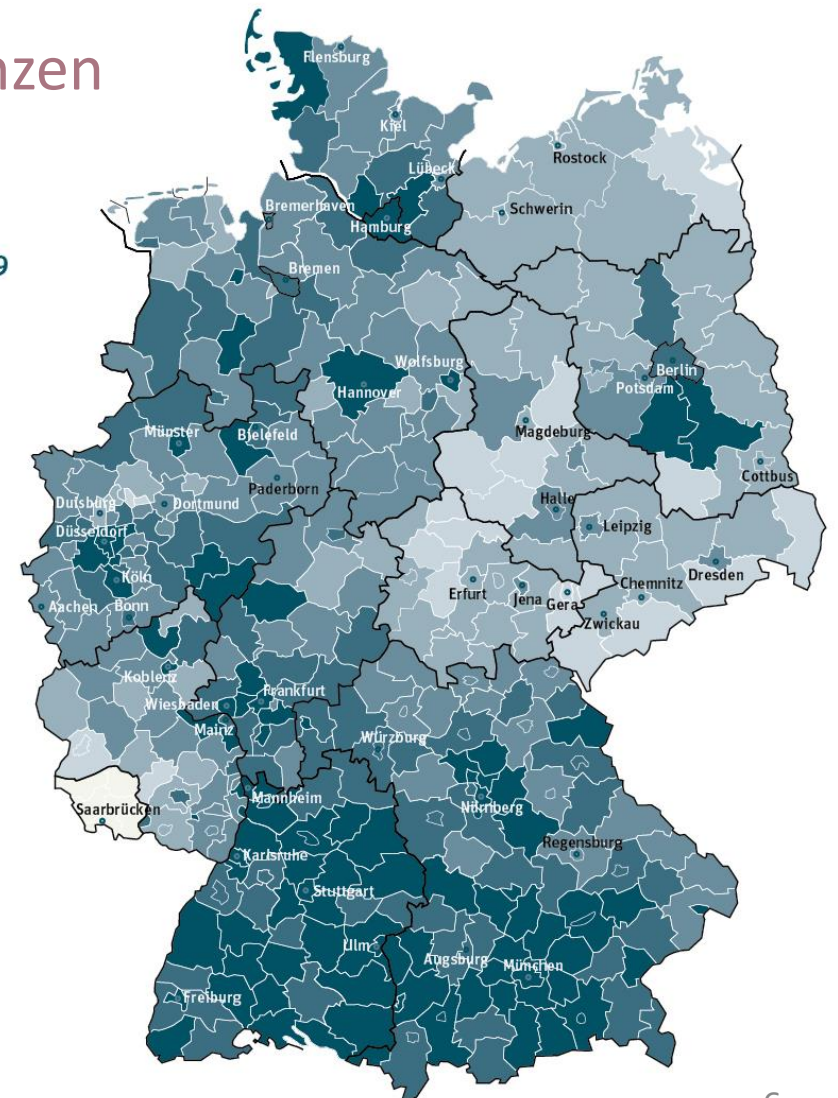 nzen
9
Flensburg
Kiel
Lübeck
Rostock
Schwerin
Bremerhaven
Hamburg
Bremen
Wolfsburg
Hannover
Berlin
Potsdam
Magdeburg
Münster
Bielefeld
Paderborn
Cottbus
Duisburg
Dortmund
Halle
Leipzig
Düsseldorf
Köln
Dresden
Chemnitz
Erfurt
Jena
Gera
Aachen
Bonn
Zwickau
Koblenz
Frankfurt
Wiesbaden
Mainz
Würzburg
Mannheim
Saarbrücken
Nürnberg
Regensburg
Karlsruhe
Stuttgart
Ulm
Augsburg
München
Freiburg